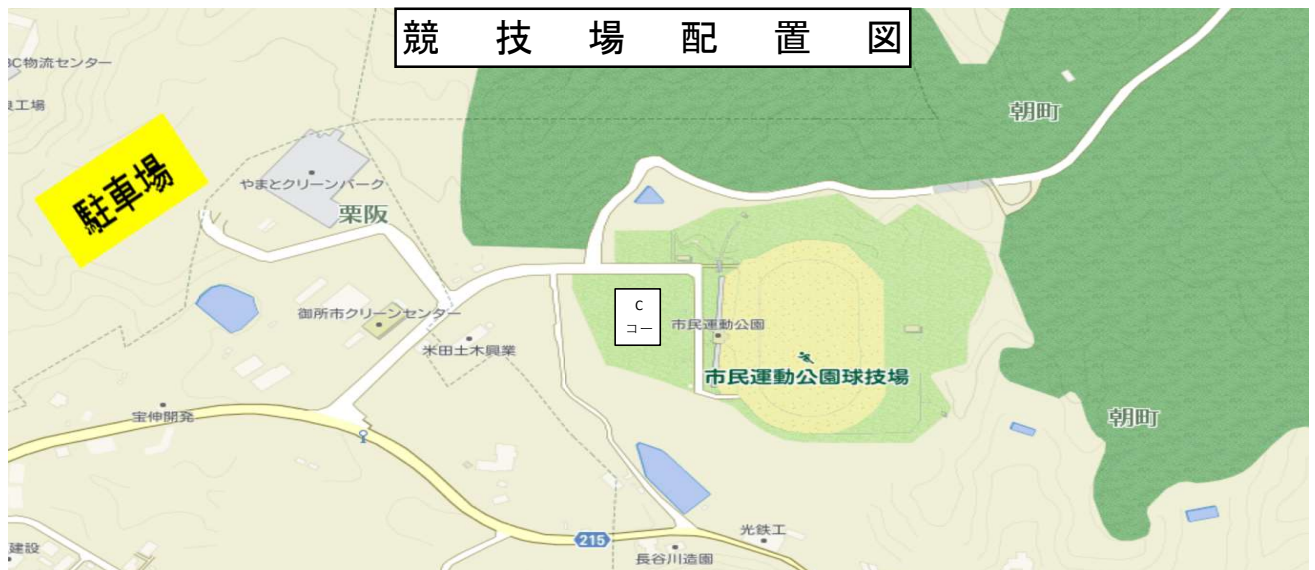 競技場配置図
BC物流センター
良工場
朝町
駐車場
やまとクリーンパーク
栗阪
C
コー
御所市クリーンセンター
市民運動公園
米田土木興業
市民運動公園球技場
宝伸開発
朝町
光鉄工
215
建設
長谷川造園